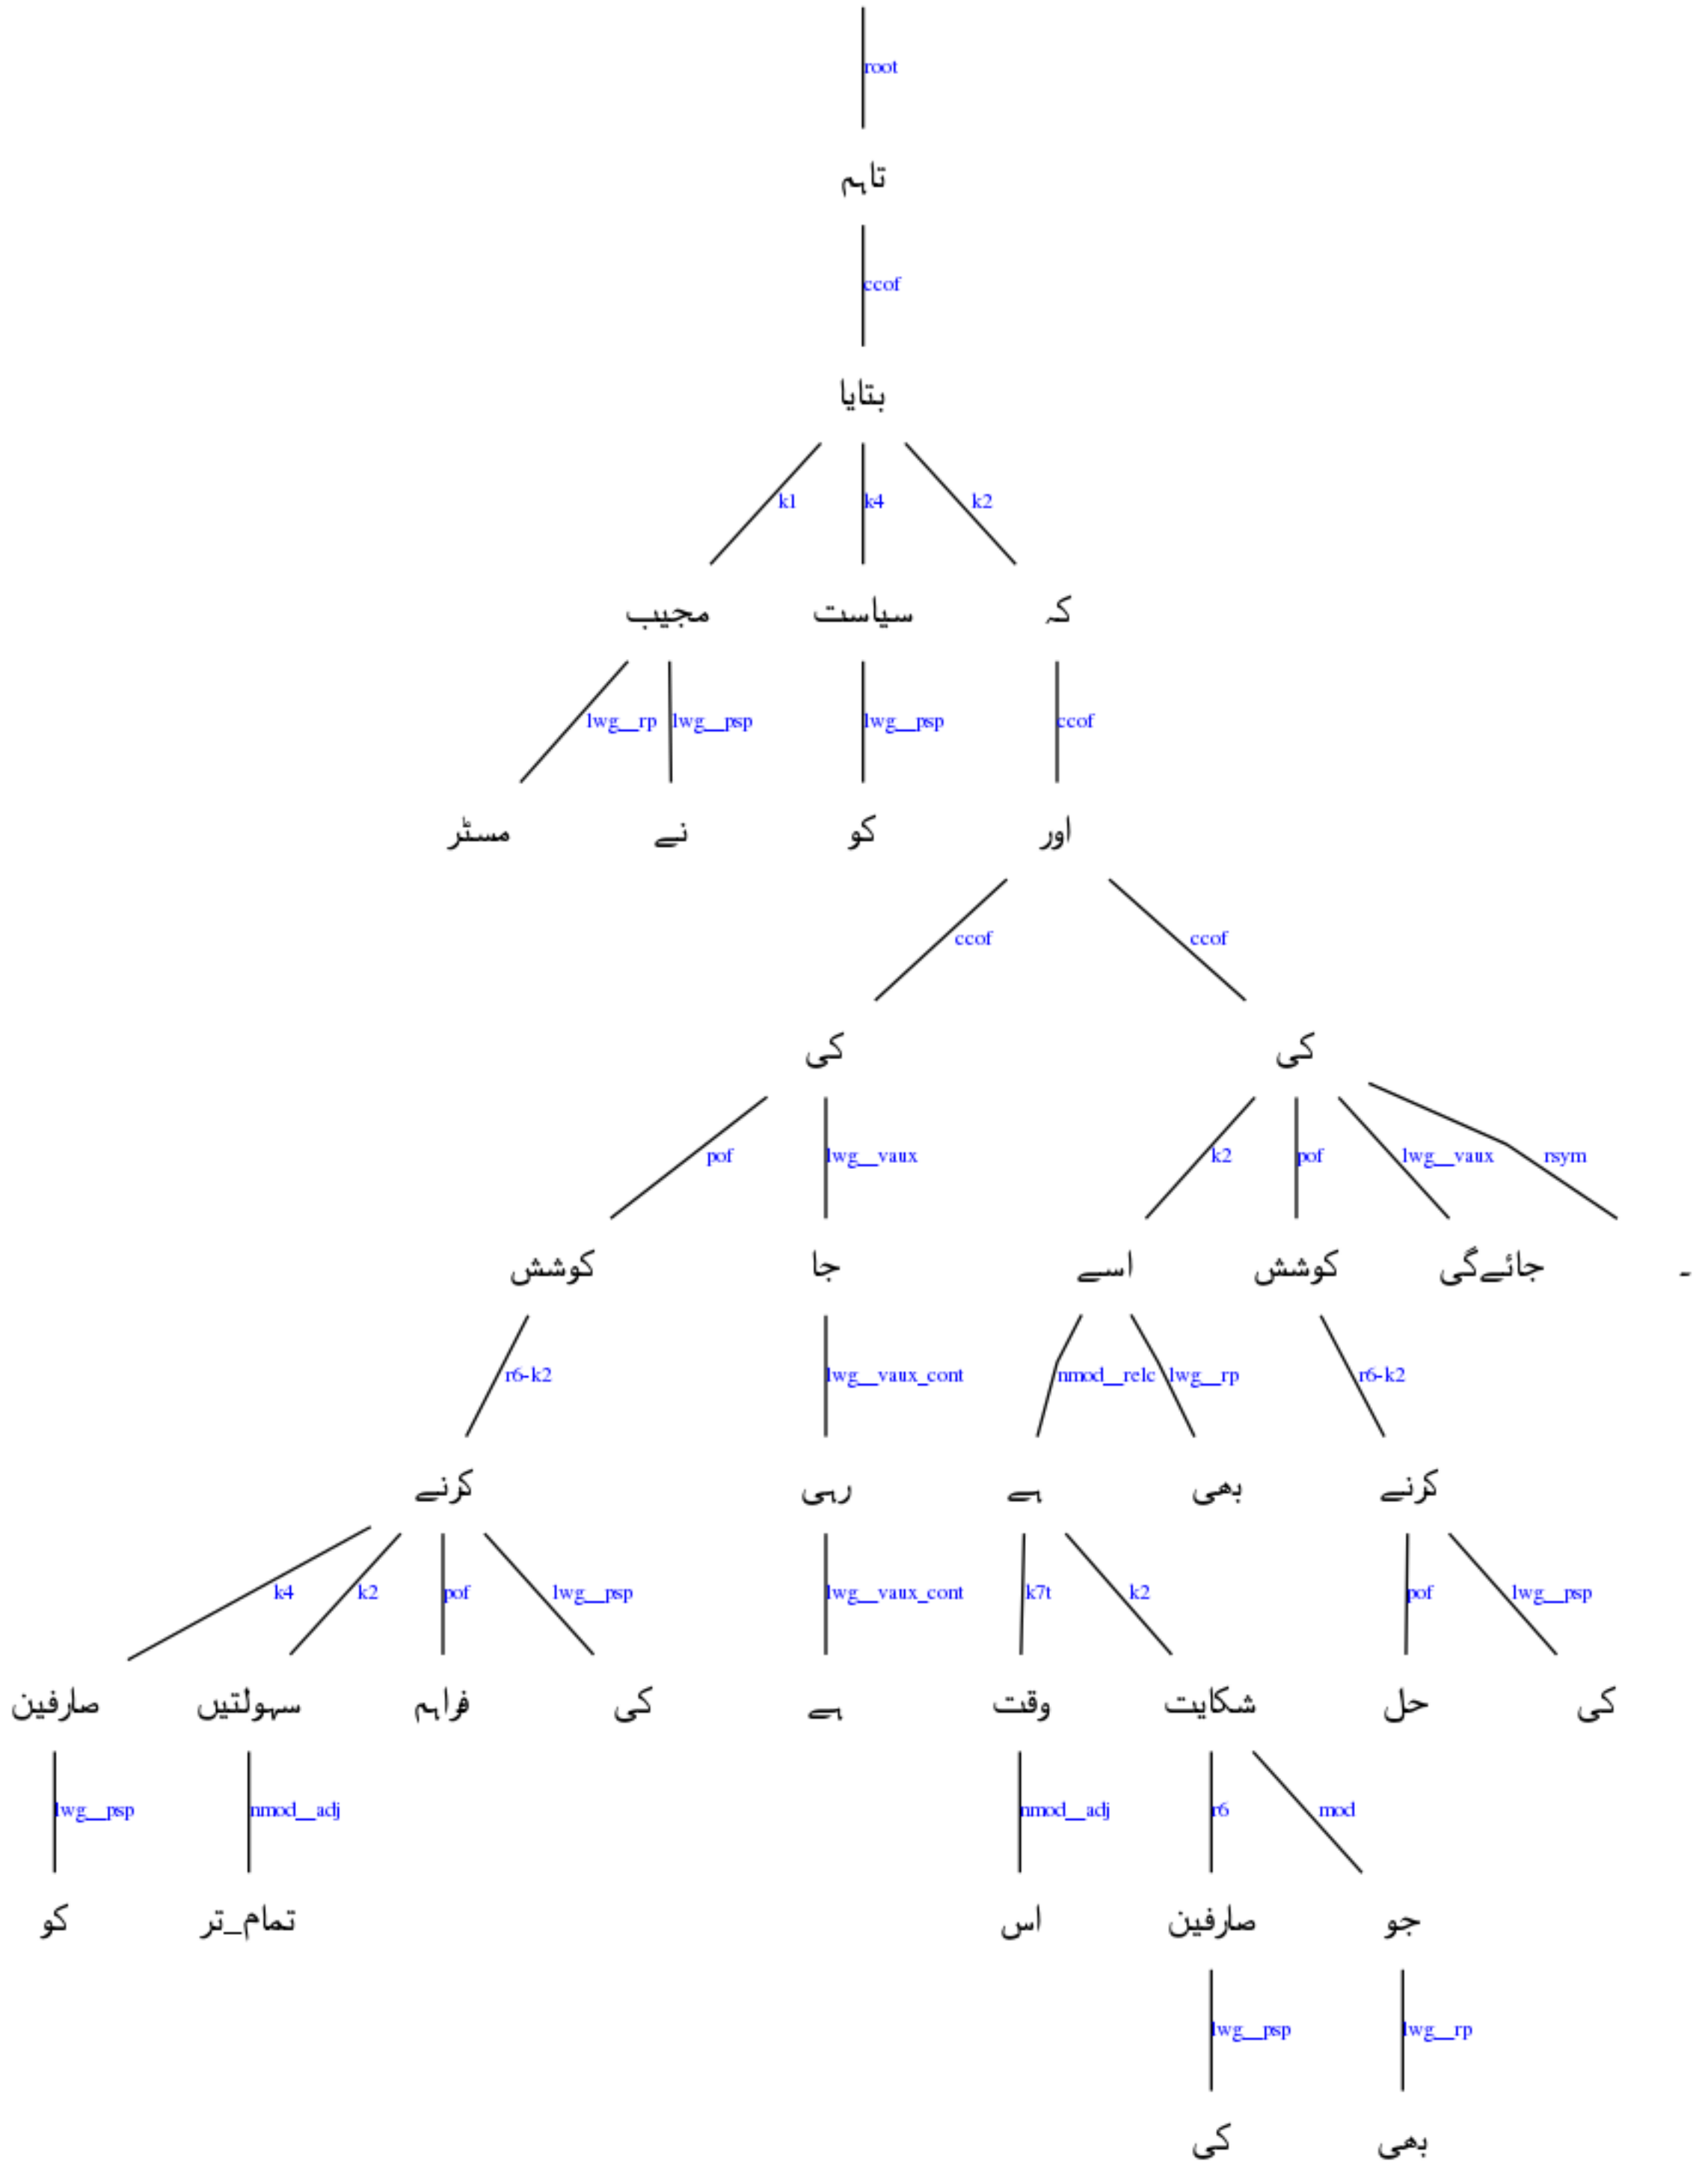 root
تاہم
ccof
بتایا
k1 k4 k2
مجیب سیاست کہ
lwg__rp lwg__psp lwg__psp ccof
مسٹر نے کو اور
ccof ccof
کی کی
pof lwg__vaux k2 pof lwg__vaux rsym
کوشش جا اسے کوشش جائےگی ۔
r6-k2 lwg__vaux_cont nmod__relc lwg__rp r6-k2
کرنے رہی ہے بھی کرنے
k4 k2 pof lwg__psp lwg__vaux_cont k7t k2 pof lwg__psp
صارفین سہولتیں فراہم کی ہے وقت شکایت حل کی
lwg__psp nmod__adj nmod__adj r6 mod
کو تمام_تر اس صارفین جو
lwg__psp lwg__rp
کی بھی